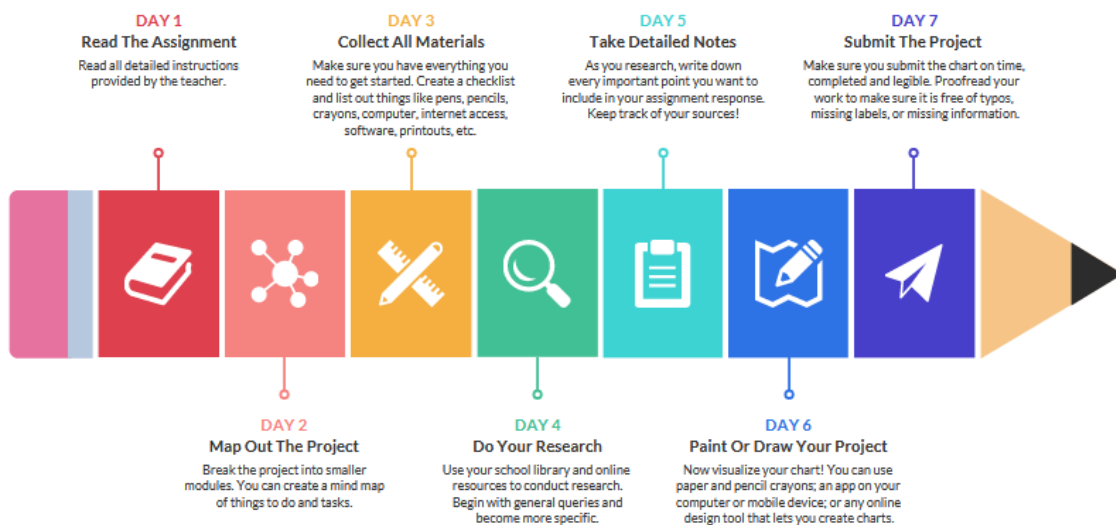 DAY 1
Read The Assignment
Read all detailed instructions
provided by the teacher.
DAY 3
Collect All Materials
Make sure you have everything you
need to get started. Create a checklist
and list out things like pens, pencils,
crayons, computer, internet access,
software, printouts, etc.
DAY 5
Take Detailed Notes
As you research, write down
every important point you want to
include in your assignment response.
Keep track of your sources!
DAY 7
Submit The Project
Make sure you submit the chart on time,
completed and legible. Proofread your
work to make sure it is free of typos,
missing labels, or missing information.
DAY 2
Map Out The Project
Break the project into smaller
modules. You can create a mind map
of things to do and tasks.
DAY 4
Do Your Research
Use your school library and online
resources to conduct research.
Begin with general queries and
become more specific.
DAY 6
Paint Or Draw Your Project
Now visualize your chart! You can use
paper and pencil crayons; an app on your
computer or mobile device; or any online
design tool that lets you create charts.